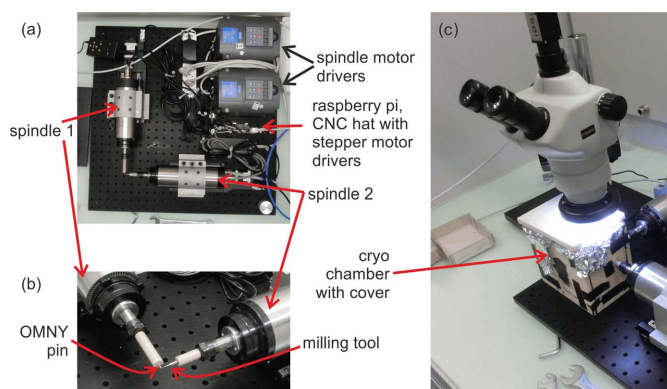 (a)
spindle motor
drivers
raspberry pi,
CNC hat with
stepper motor
drivers
spindle 1
spindle 2
(b)
OMNY
pin
milling tool
(c)
cryo
chamber
with cover